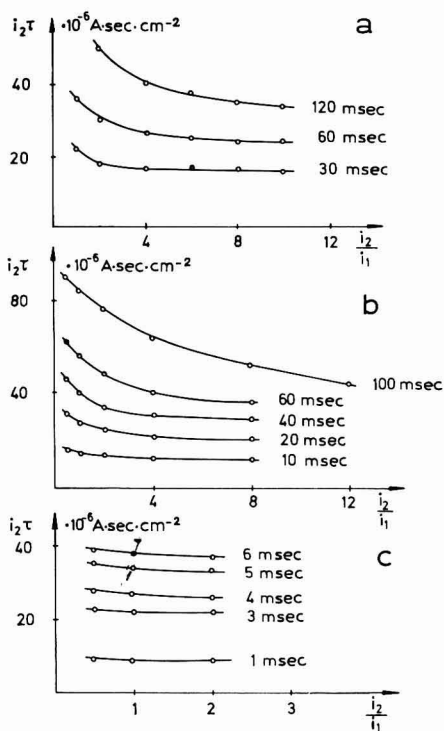 i₂τ ·10⁻⁶A·sec·cm⁻² a
40
20
120 msec
60 msec
30 msec
4 8 12 i₂/i₁
i₂τ ·10⁻⁶A·sec·cm⁻² b
80
40
100 msec
60 msec
40 msec
20 msec
10 msec
4 8 12 i₂/i₁
i₂τ ·10⁻⁶A·sec·cm⁻² c
40
20
6 msec
5 msec
4 msec
3 msec
1 msec
1 2 3 i₂/i₁